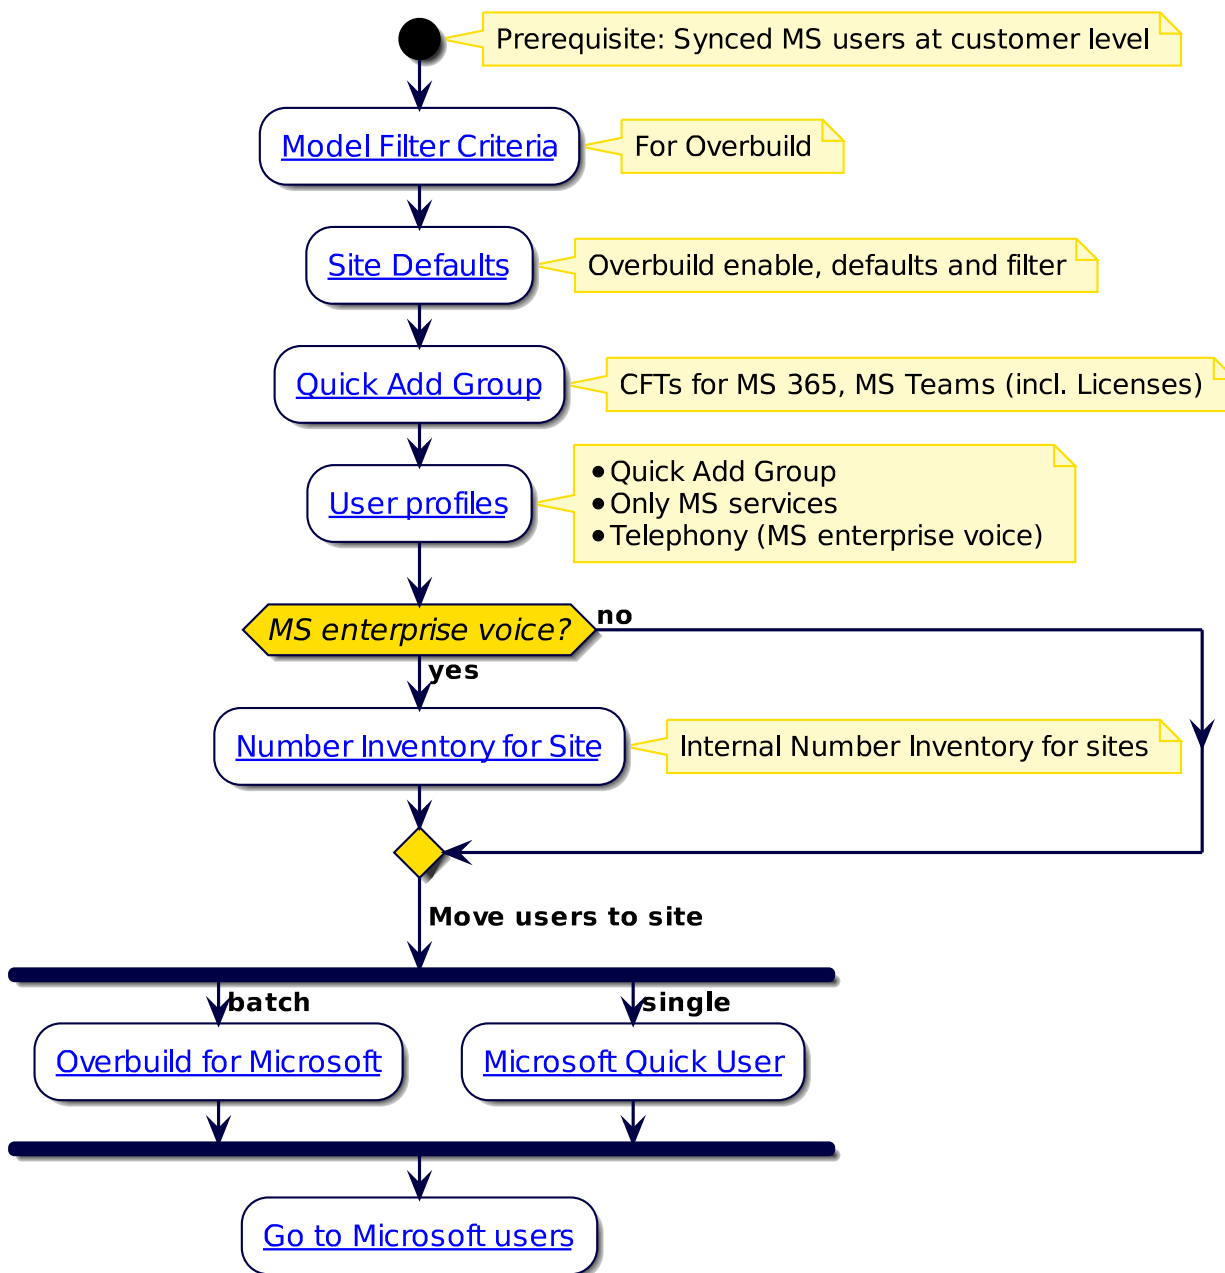 Prerequisite: Synced MS users at customer level
Model Filter Criteria
For Overbuild
Site Defaults
Overbuild enable, defaults and filter
Quick Add Group
CFTs for MS 365, MS Teams (incl. Licenses)
User profiles
•Quick Add Group
•Only MS services
•Telephony (MS enterprise voice)
MS enterprise voice?
no
yes
Number Inventory for Site
Internal Number Inventory for sites
Move users to site
batch
single
Overbuild for Microsoft
Microsoft Quick User
Go to Microsoft users